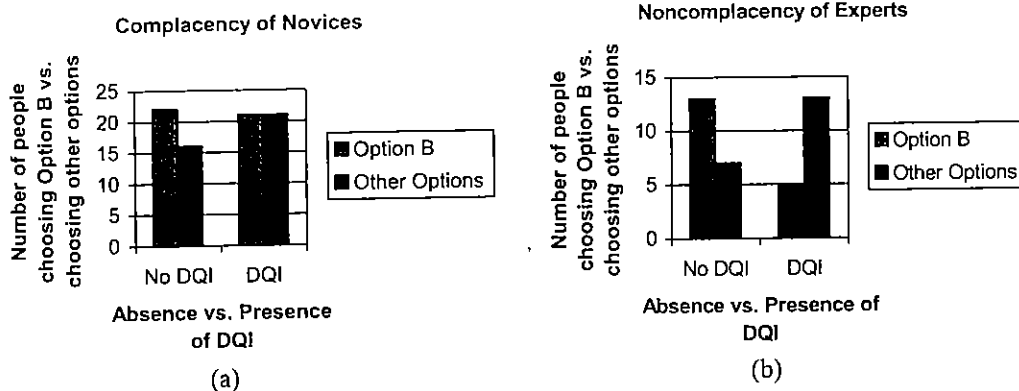 Complacency of Novices
Number of people
choosing Option B vs.
choosing other options
25
20
15
10
5
0
No DQI
DQI
Absence vs. Presence
of DQI
Option B
Other Options
(a)
Noncomplacency of Experts
Number of people
choosing Option B vs.
choosing other options
15
10
5
0
No DQI
DQI
Absence vs. Presence of
DQI
Option B
Other Options
(b)